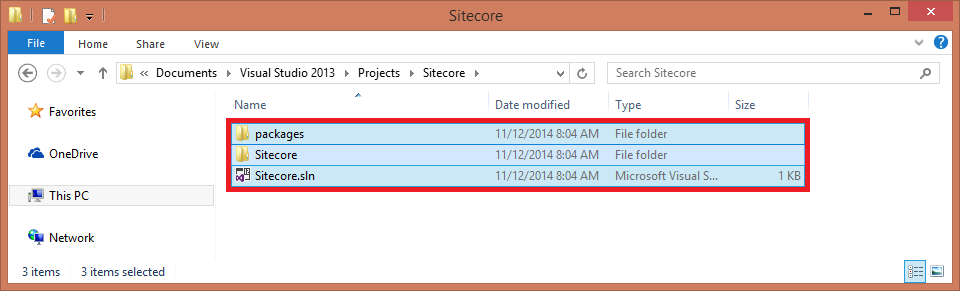 Sitecore
File Home Share View
« Documents Visual Studio 2013 Projects Sitecore Search Sitecore
Name Date modified Type Size
Favorites
packages 11/12/2014 8:04 AM File folder
OneDrive
Sitecore 11/12/2014 8:04 AM File folder
Sitecore.sln 11/12/2014 8:04 AM Microsoft Visual S... 1 KB
This PC
Network
3 items 3 items selected